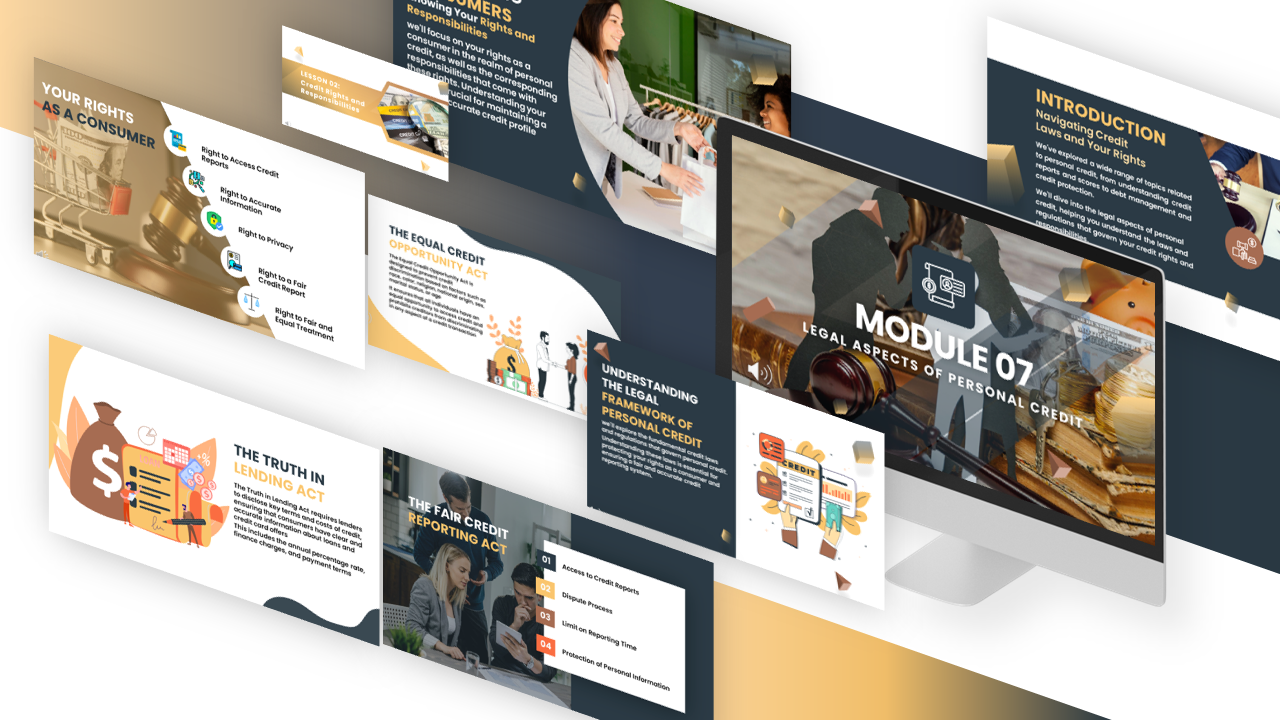 YOUR RIGHTS
AS A CONSUMER
Right to Access Credit
Reports
Right to Accurate
Information
Right to Privacy
Right to a Fair
Credit Report
Right to Fair and
Equal Treatment
LESSON 02:
Credit Rights and
Responsibilities
Knowing Your Rights and
Responsibilities
we'll focus on your rights as a
consumer in the realm of personal
credit, as well as the corresponding
responsibilities that come with
these rights. Understanding your
accurate credit profile
INTRODUCTION
Navigating Credit
Laws and Your Rights
We've explored a wide range of topics related
to personal credit, from understanding credit
reports and scores to debt management and
credit protection.
We'll dive into the legal aspects of personal
credit, helping you understand the laws and
regulations that govern your credit rights and
responsibilities.
THE EQUAL CREDIT
OPPORTUNITY ACT
The Equal Credit Opportunity Act is
designed to prevent credit
discrimination based on factors such as
race, color, religion, national origin, sex,
marital status, or age.
It ensures that all individuals have an
equal opportunity to access credit and
prohibits creditors from discriminating
in any aspect of a credit transaction
MODULE 07
LEGAL ASPECTS OF PERSONAL CREDIT
UNDERSTANDING
THE LEGAL
FRAMEWORK OF
PERSONAL CREDIT
we'll explore the fundamental credit laws
and regulations that govern personal credit.
Understanding these laws is essential for
protecting your rights as a consumer and
ensuring a fair and accurate credit
reporting system.
CREDIT
THE TRUTH IN
LENDING ACT
The Truth in Lending Act requires lenders
to disclose key terms and costs of credit,
ensuring that consumers have clear and
accurate information about loans and
credit card offers
This includes the annual percentage rate,
finance charges, and payment terms
THE FAIR CREDIT
REPORTING ACT
01 Access to Credit Reports
02 Dispute Process
03 Limit on Reporting Time
04 Protection of Personal Information